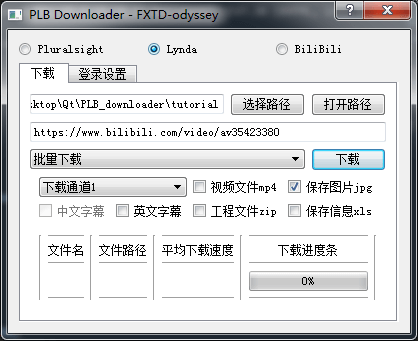 PLB Downloader - FXTD-odyssey
Pluralsight Lynda BiliBili
下载 登录设置
ktop\Qt\PLB_downloader\tutorial 选择路径 打开路径
https://www.bilibili.com/video/av35423380
批量下载 下载
下载通道1 视频文件mp4 保存图片jpg
中文字幕 英文字幕 工程文件zip 保存信息xls
文件名 文件路径 平均下载速度 下载进度条
0%